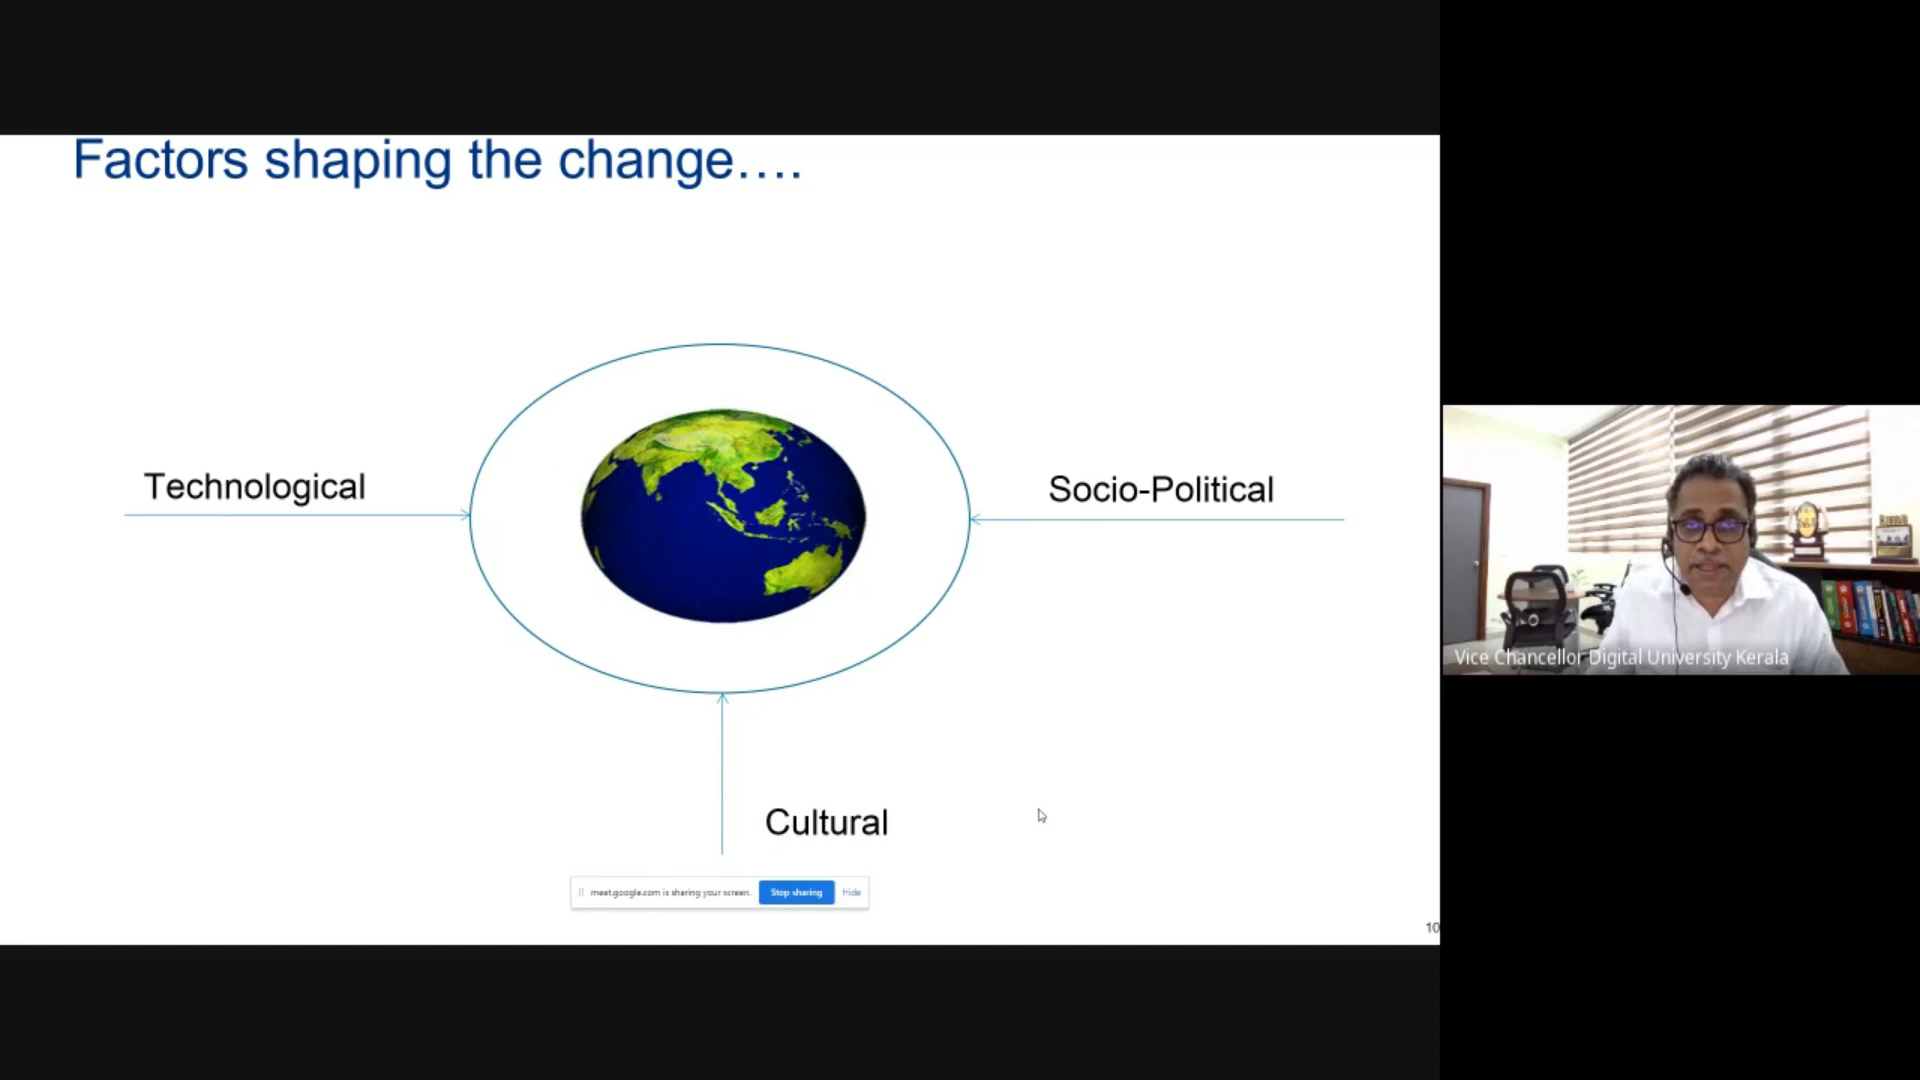 Factors shaping the change....
Technological
Socio-Political
Cultural
meet.google.com is sharing your screen.
Stop sharing
Hide
10
Vice Chancellor Digital University Kerala